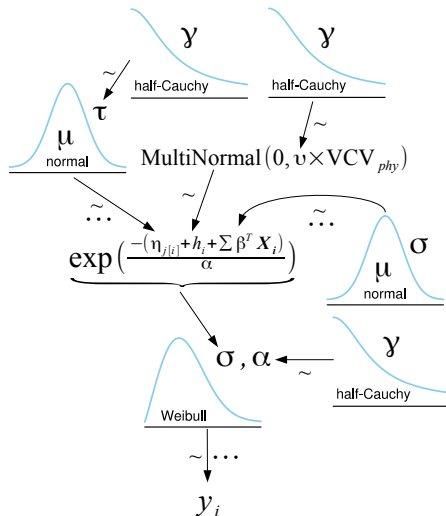 γ
γ
~
half-Cauchy
half-Cauchy
τ
~
μ
normal
MultiNormal(0, υ×VCV_phy)
~
~
...
~
...
exp(−(η_j[i] + h_i + Σ β^T X_i)/α)
σ
μ
normal
σ , α
~
γ
half-Cauchy
Weibull
~ ...
y_i